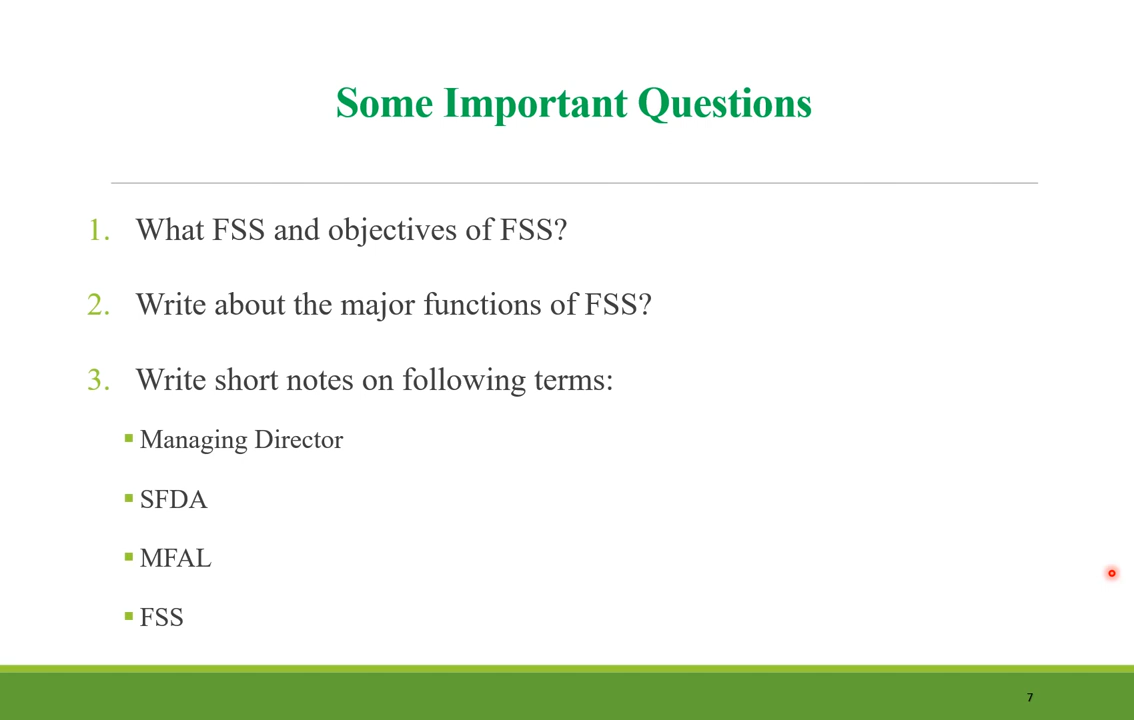 Some Important Questions
1. What FSS and objectives of FSS?
2. Write about the major functions of FSS?
3. Write short notes on following terms:
▪ Managing Director
▪ SFDA
▪ MFAL
▪ FSS
7